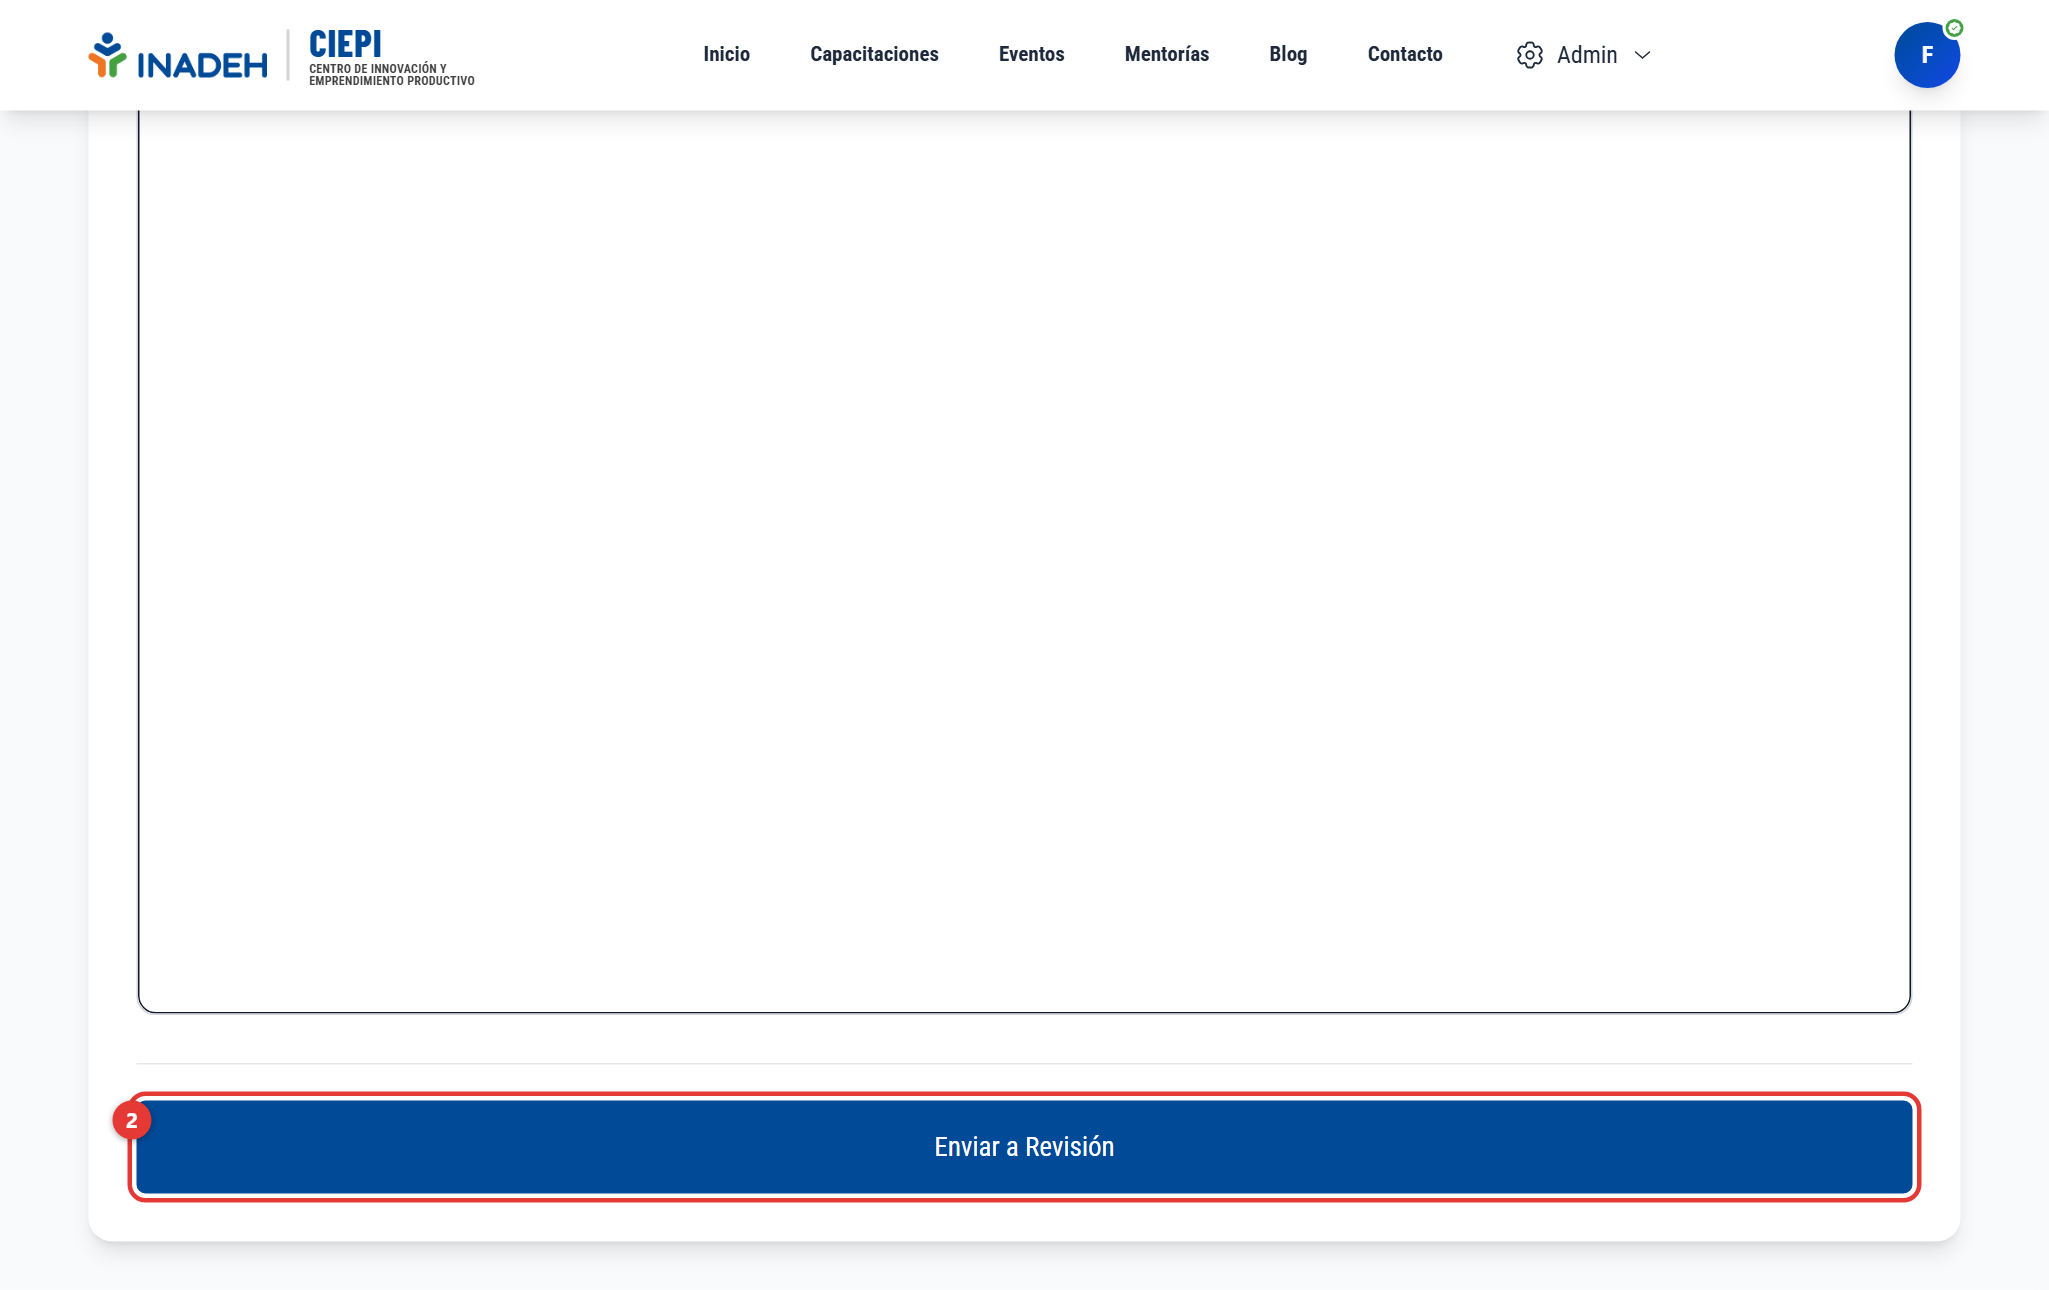 INADEH
CIEPI
CENTRO DE INNOVACIÓN Y
EMPRENDIMIENTO PRODUCTIVO
Inicio
Capacitaciones
Eventos
Mentorías
Blog
Contacto
Admin
F
2
Enviar a Revisión